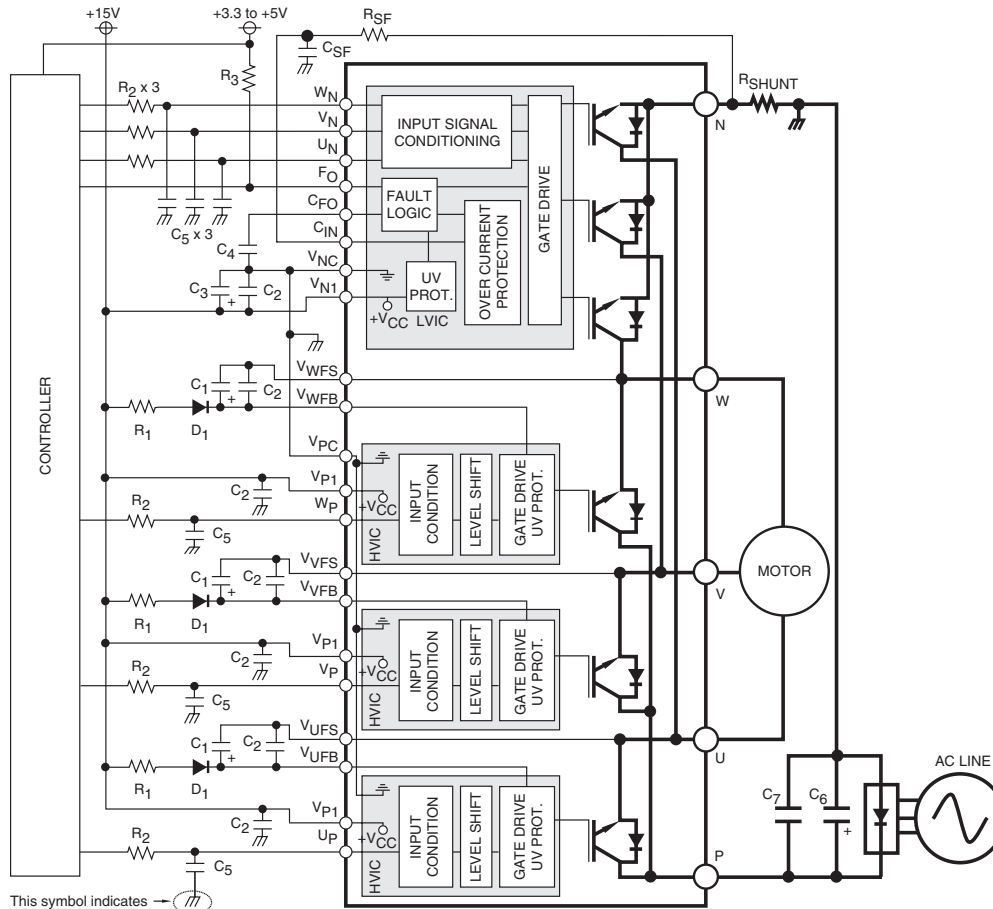 +15V
+3.3 to +5V
RSF
CSF
R3
R2 x 3
RSHUNT
N
WN
VN
UN
FO
CFO
CIN
VNC
VN1
C5 x 3
C4
C3
+
C2
INPUT SIGNAL
CONDITIONING
FAULT
LOGIC
UV
PROT.
LVIC
+VCC
OVER CURRENT
PROTECTION
GATE DRIVE
CONTROLLER
VWFS
VWFB
C1
+
C2
R1
D1
W
VPC
VP1
WP
C2
R2
C5
+VCC
HVIC
INPUT
CONDITION
LEVEL SHIFT
GATE DRIVE
UV PROT.
VVFS
VVFB
C1
+
C2
R1
D1
V
MOTOR
VP1
VP
C2
R2
C5
+VCC
HVIC
INPUT
CONDITION
LEVEL SHIFT
GATE DRIVE
UV PROT.
VUFS
VUFB
C1
+
C2
R1
D1
U
AC LINE
C7
C6
+
VP1
UP
C2
R2
C5
+VCC
HVIC
INPUT
CONDITION
LEVEL SHIFT
GATE DRIVE
UV PROT.
P
This symbol indicates